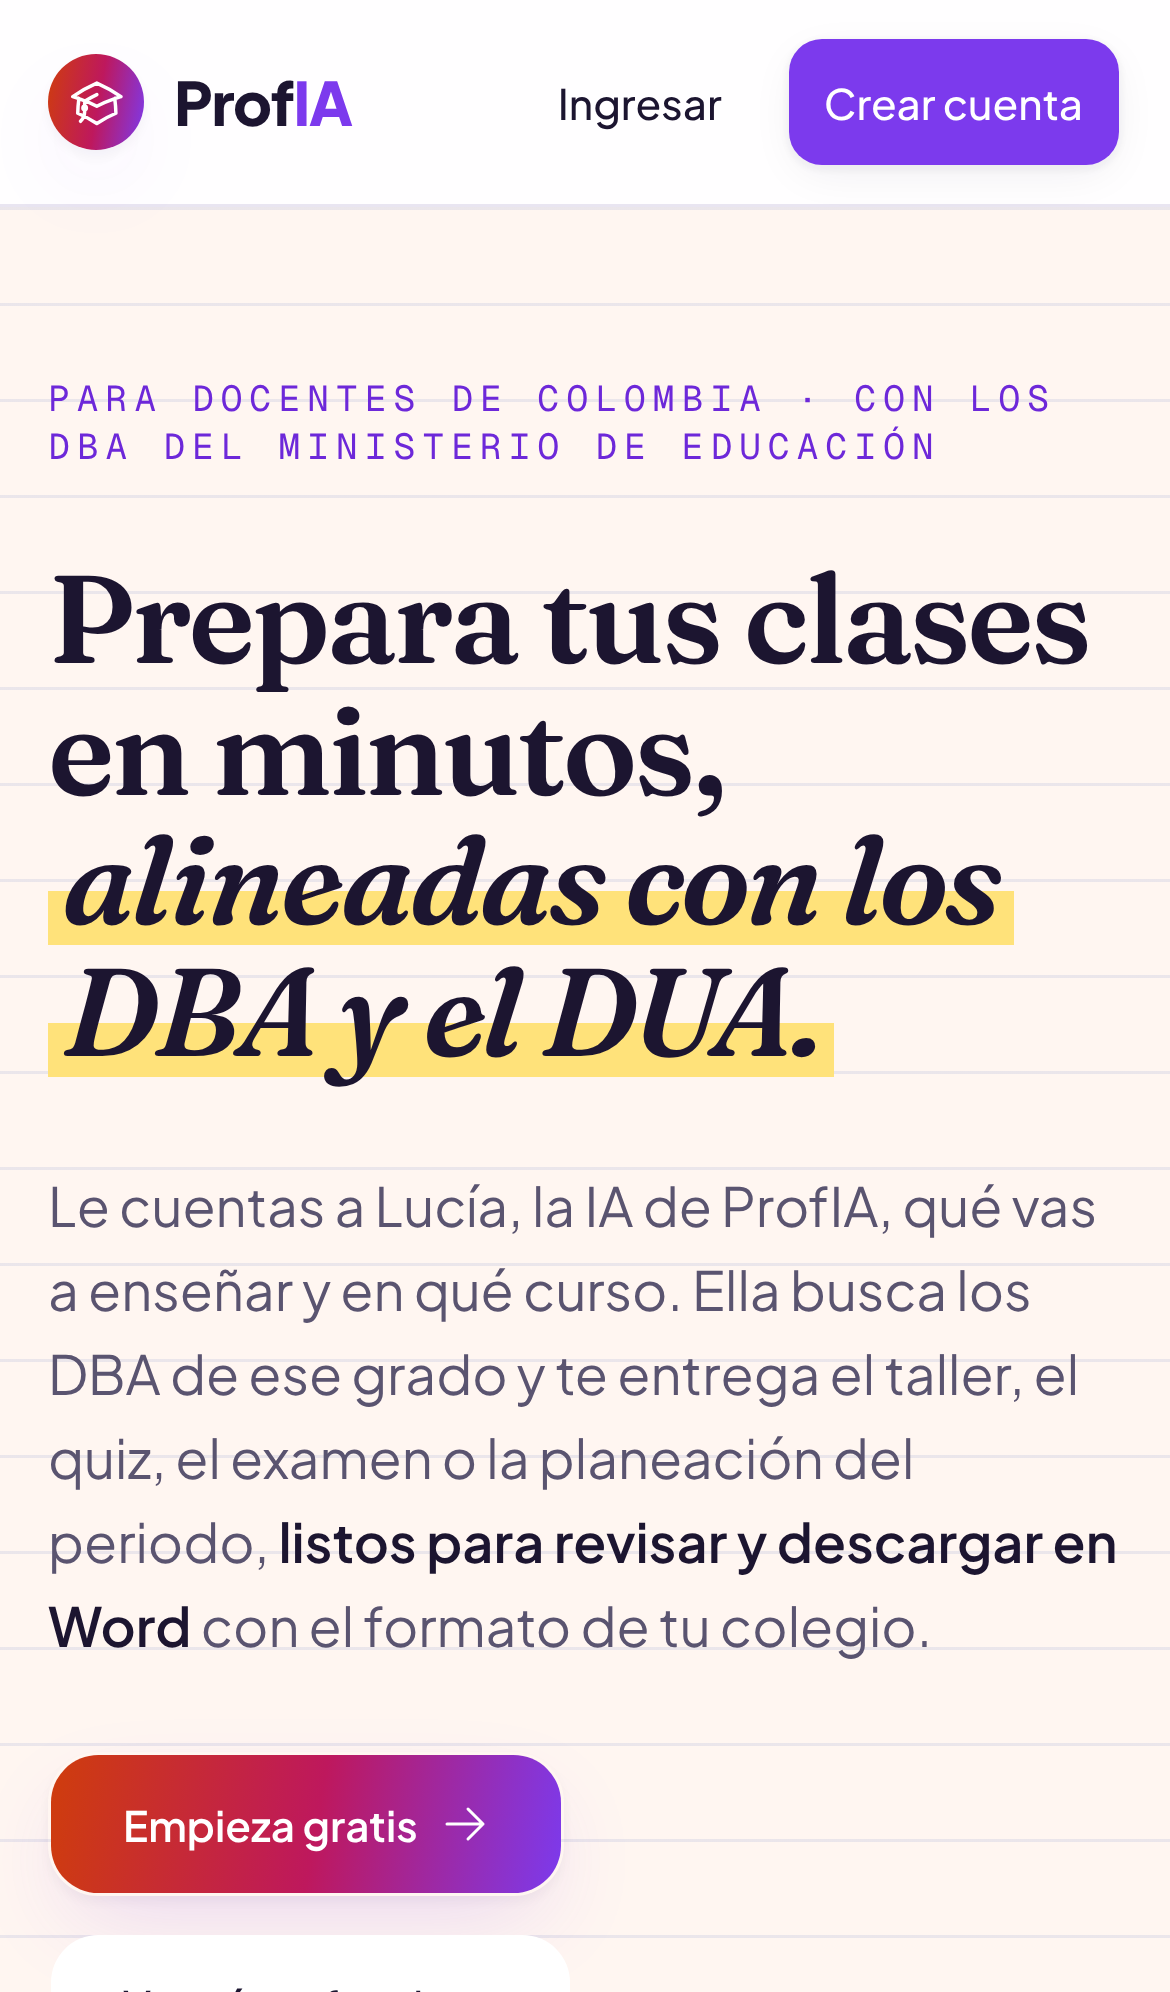 ProfIA
Ingresar
Crear cuenta
PARA DOCENTES DE COLOMBIA · CON LOS
DBA DEL MINISTERIO DE EDUCACIÓN
Prepara tus clases
en minutos,
alineadas con los
DBA y el DUA.
Le cuentas a Lucía, la IA de ProfIA, qué vas
a enseñar y en qué curso. Ella busca los
DBA de ese grado y te entrega el taller, el
quiz, el examen o la planeación del
periodo, listos para revisar y descargar en
Word con el formato de tu colegio.
Empieza gratis